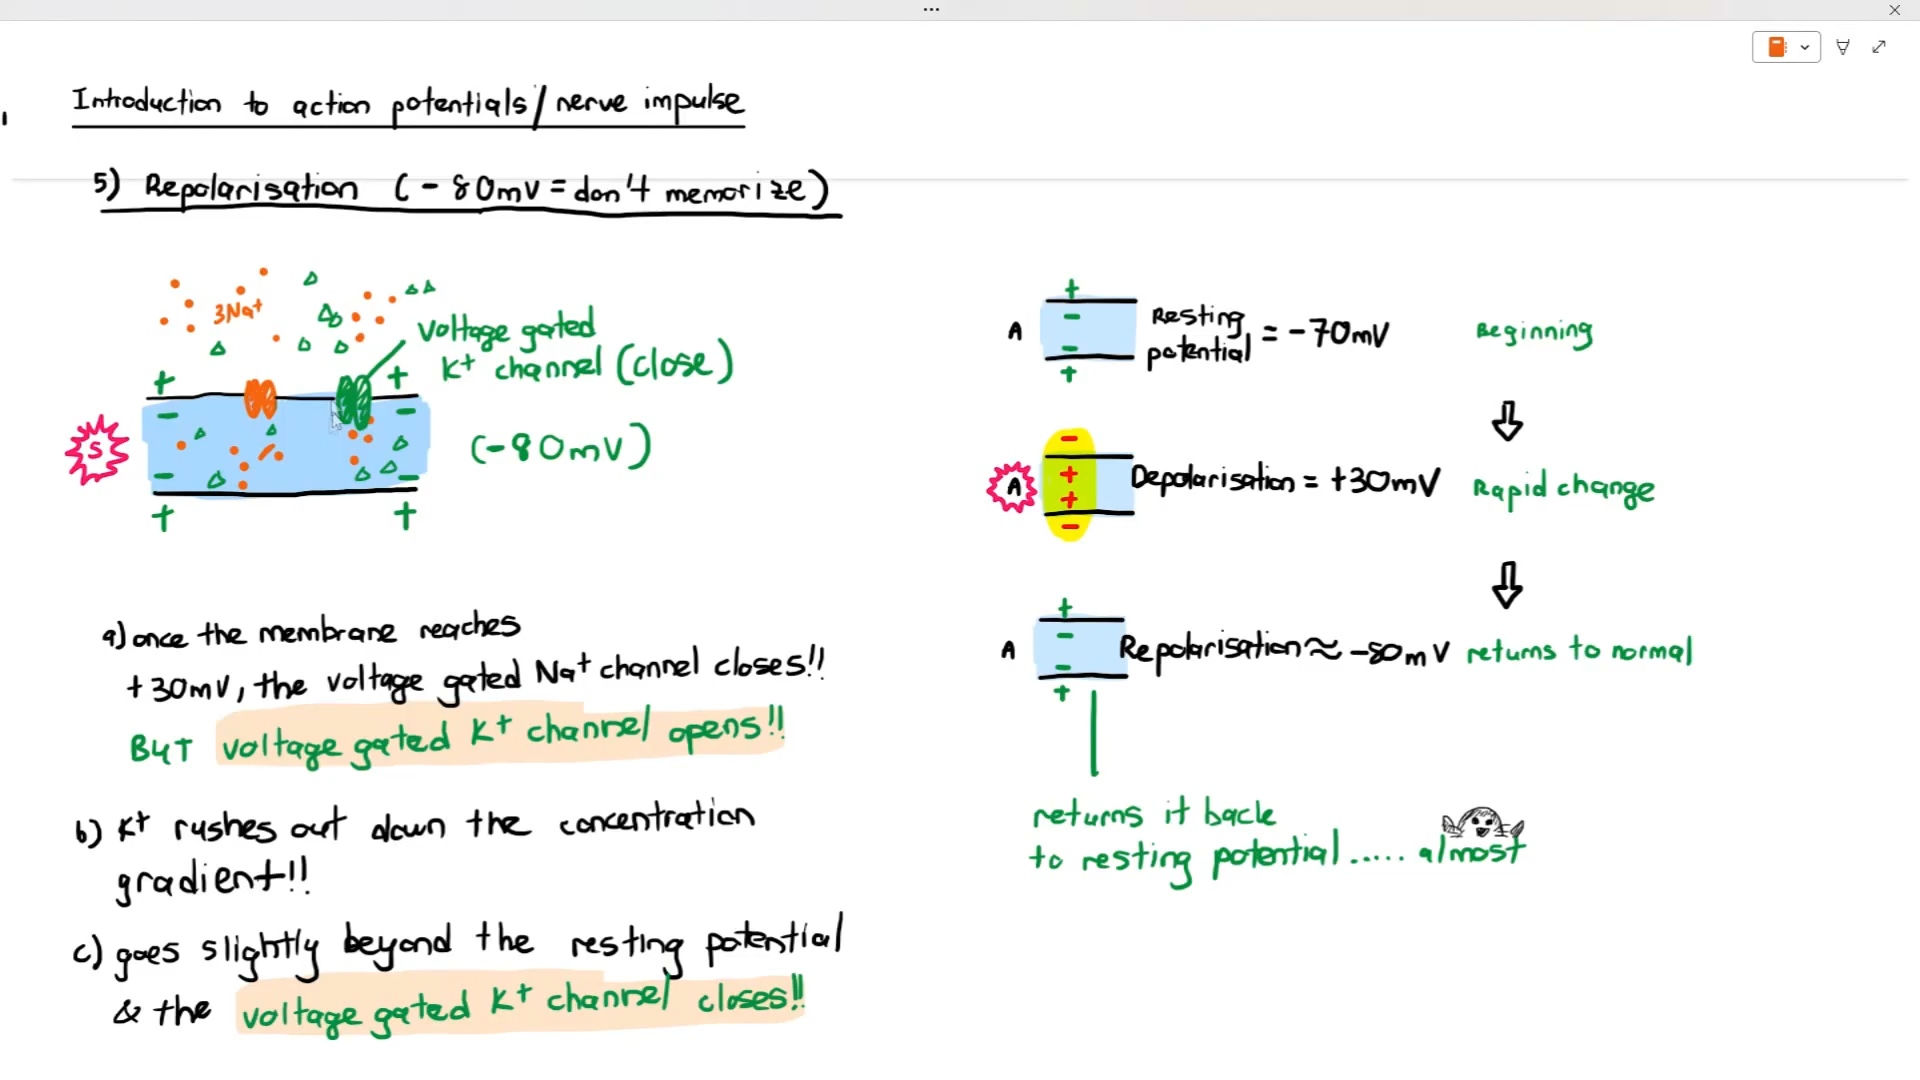 Introduction to action potentials/nerve impulse
5) Repolarisation (-80mV = don't memorize)
3Na+
Voltage gated
K+ channel (close)
+ +
- -
5
(-80mV)
- -
+ +
a) once the membrane reaches
+30mV, the voltage gated Na+ channel closes!!
BUT voltage gated K+ channel opens!!
b) K+ rushes out down the concentration
gradient!!
c) goes slightly beyond the resting potential
& the voltage gated K+ channel closes!!
+
-
A Resting potential = -70mV Beginning
-
+
-
+
A Depolarisation = +30mV Rapid change
+
-
+
-
A Repolarisation ≈ -80mV returns to normal
-
+
returns it back
to resting potential ..... almost